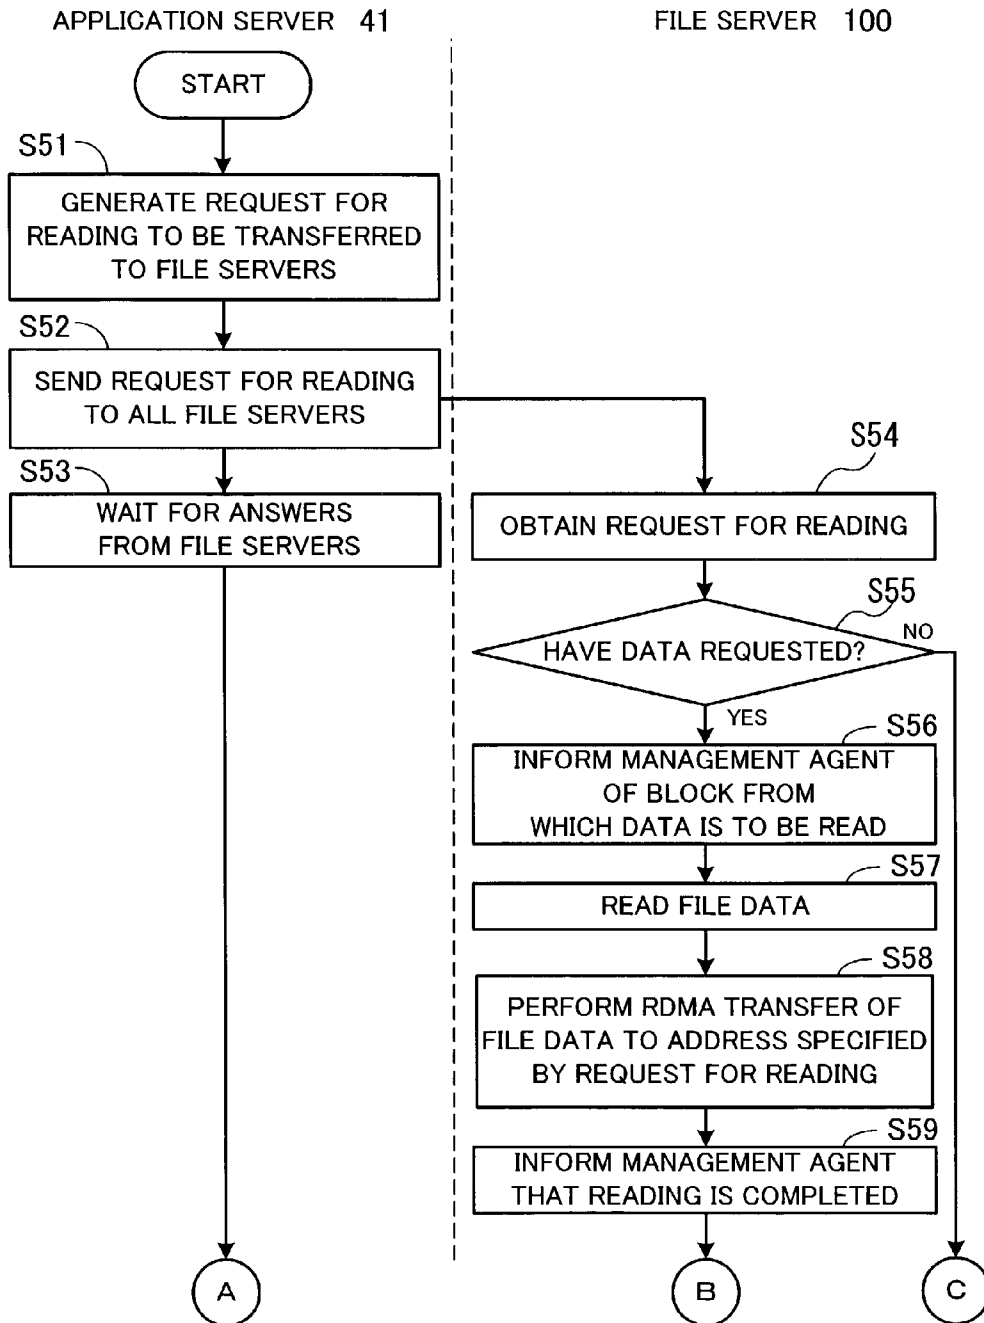 APPLICATION SERVER 41
FILE SERVER 100
START
S51
GENERATE REQUEST FOR
READING TO BE TRANSFERRED
TO FILE SERVERS
S52
SEND REQUEST FOR READING
TO ALL FILE SERVERS
S53
WAIT FOR ANSWERS
FROM FILE SERVERS
S54
OBTAIN REQUEST FOR READING
S55
HAVE DATA REQUESTED?
NO
YES
S56
INFORM MANAGEMENT AGENT
OF BLOCK FROM
WHICH DATA IS TO BE READ
S57
READ FILE DATA
S58
PERFORM RDMA TRANSFER OF
FILE DATA TO ADDRESS SPECIFIED
BY REQUEST FOR READING
S59
INFORM MANAGEMENT AGENT
THAT READING IS COMPLETED
A
B
C